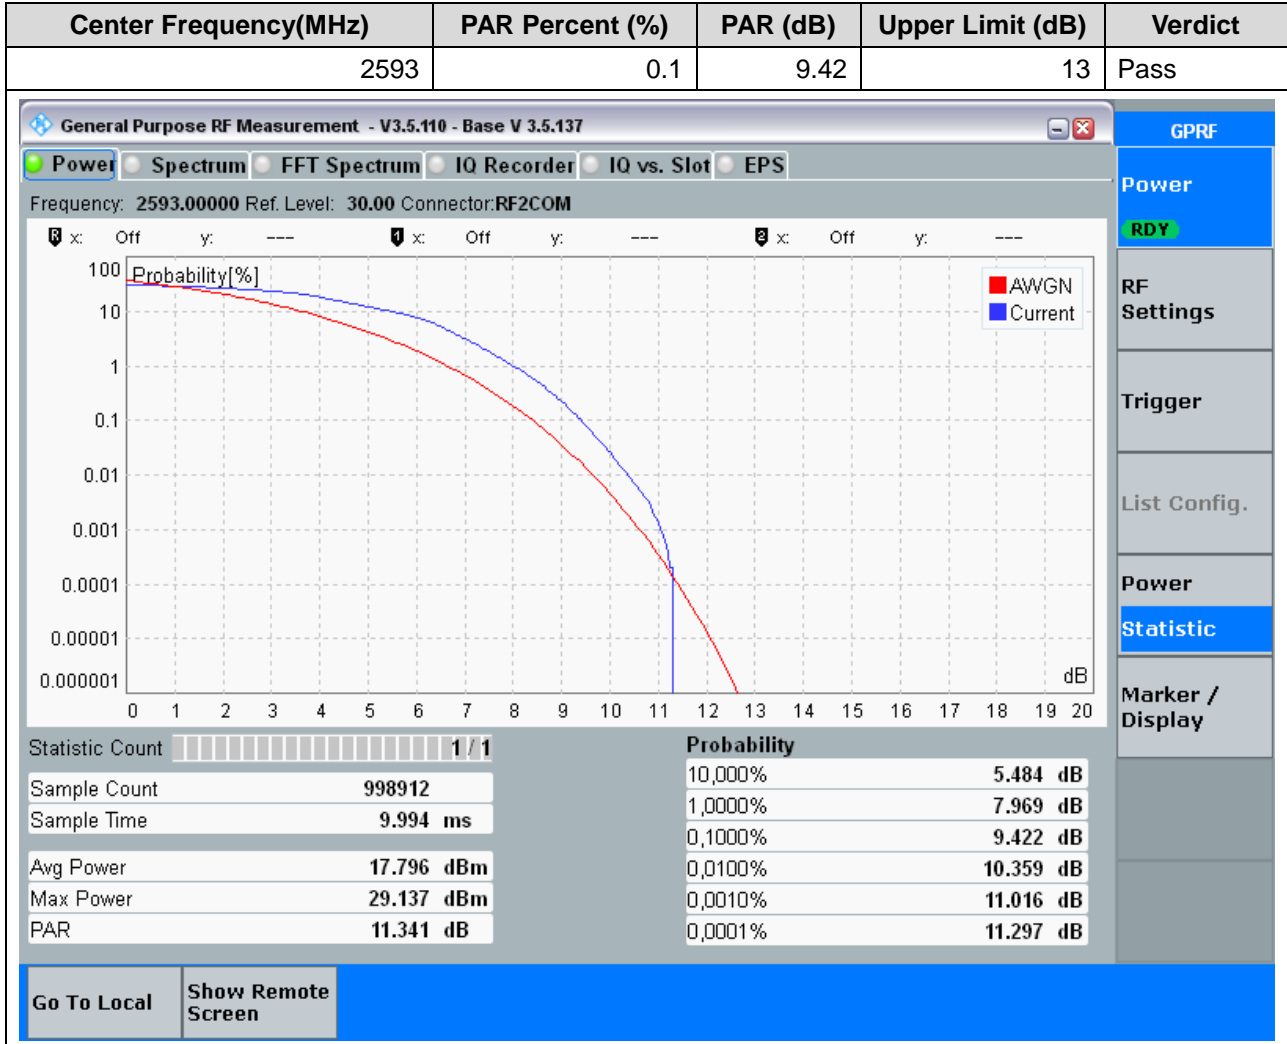 Center Frequency(MHz) PAR Percent (%) PAR (dB) Upper Limit (dB) Verdict
2593 0.1 9.42 13 Pass
General Purpose RF Measurement - V3.5.110 - Base V 3.5.137
GPRF
Power Spectrum FFT Spectrum IQ Recorder IQ vs. Slot EPS
Frequency: 2593.00000 Ref. Level: 30.00 Connector:RF2COM
R x: Off y: --- 1 x: Off y: --- 2 x: Off y: ---
Probability[%]
AWGN
Current
100
10
1
0.1
0.01
0.001
0.0001
0.00001
0.000001
dB
0 1 2 3 4 5 6 7 8 9 10 11 12 13 14 15 16 17 18 19 20
Statistic Count 1 / 1
Sample Count 998912
Sample Time 9.994 ms
Avg Power 17.796 dBm
Max Power 29.137 dBm
PAR 11.341 dB
Probability
10,000% 5.484 dB
1,0000% 7.969 dB
0,1000% 9.422 dB
0,0100% 10.359 dB
0,0010% 11.016 dB
0,0001% 11.297 dB
Power
RDY
RF
Settings
Trigger
List Config.
Power
Statistic
Marker /
Display
Go To Local
Show Remote
Screen